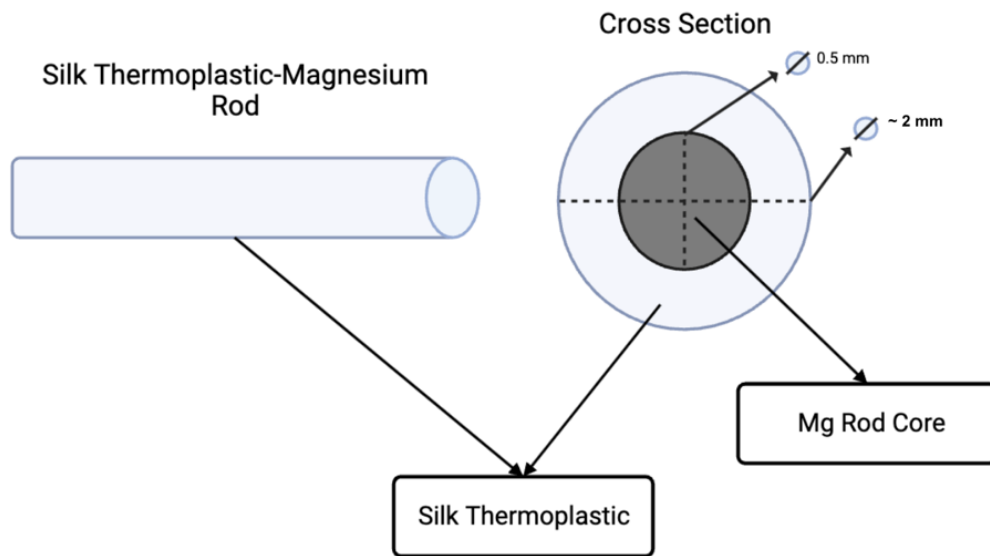 Cross Section
Silk Thermoplastic-Magnesium
Rod
0.5 mm
~ 2 mm
Mg Rod Core
Silk Thermoplastic